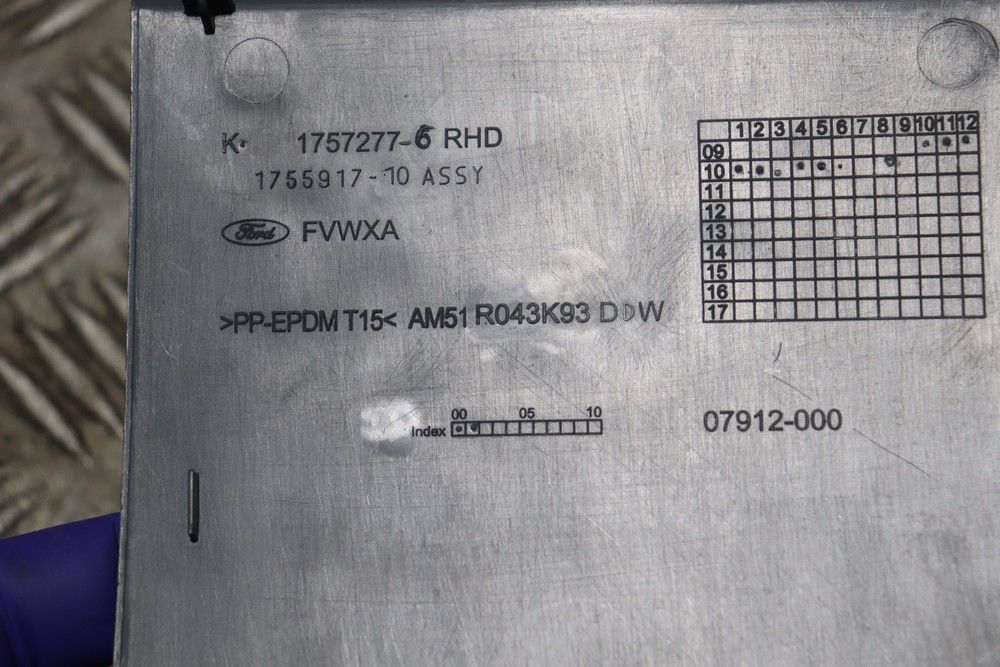 K. 1757277-6 RHD
1755917-10 ASSY
Ford FVWXA
>PP-EPDM T15< AM51 R043K93 DDW
1 2 3 4 5 6 7 8 9 10 11 12
09
10
11
12
13
14
15
16
17
00 05 10
Index
07912-000